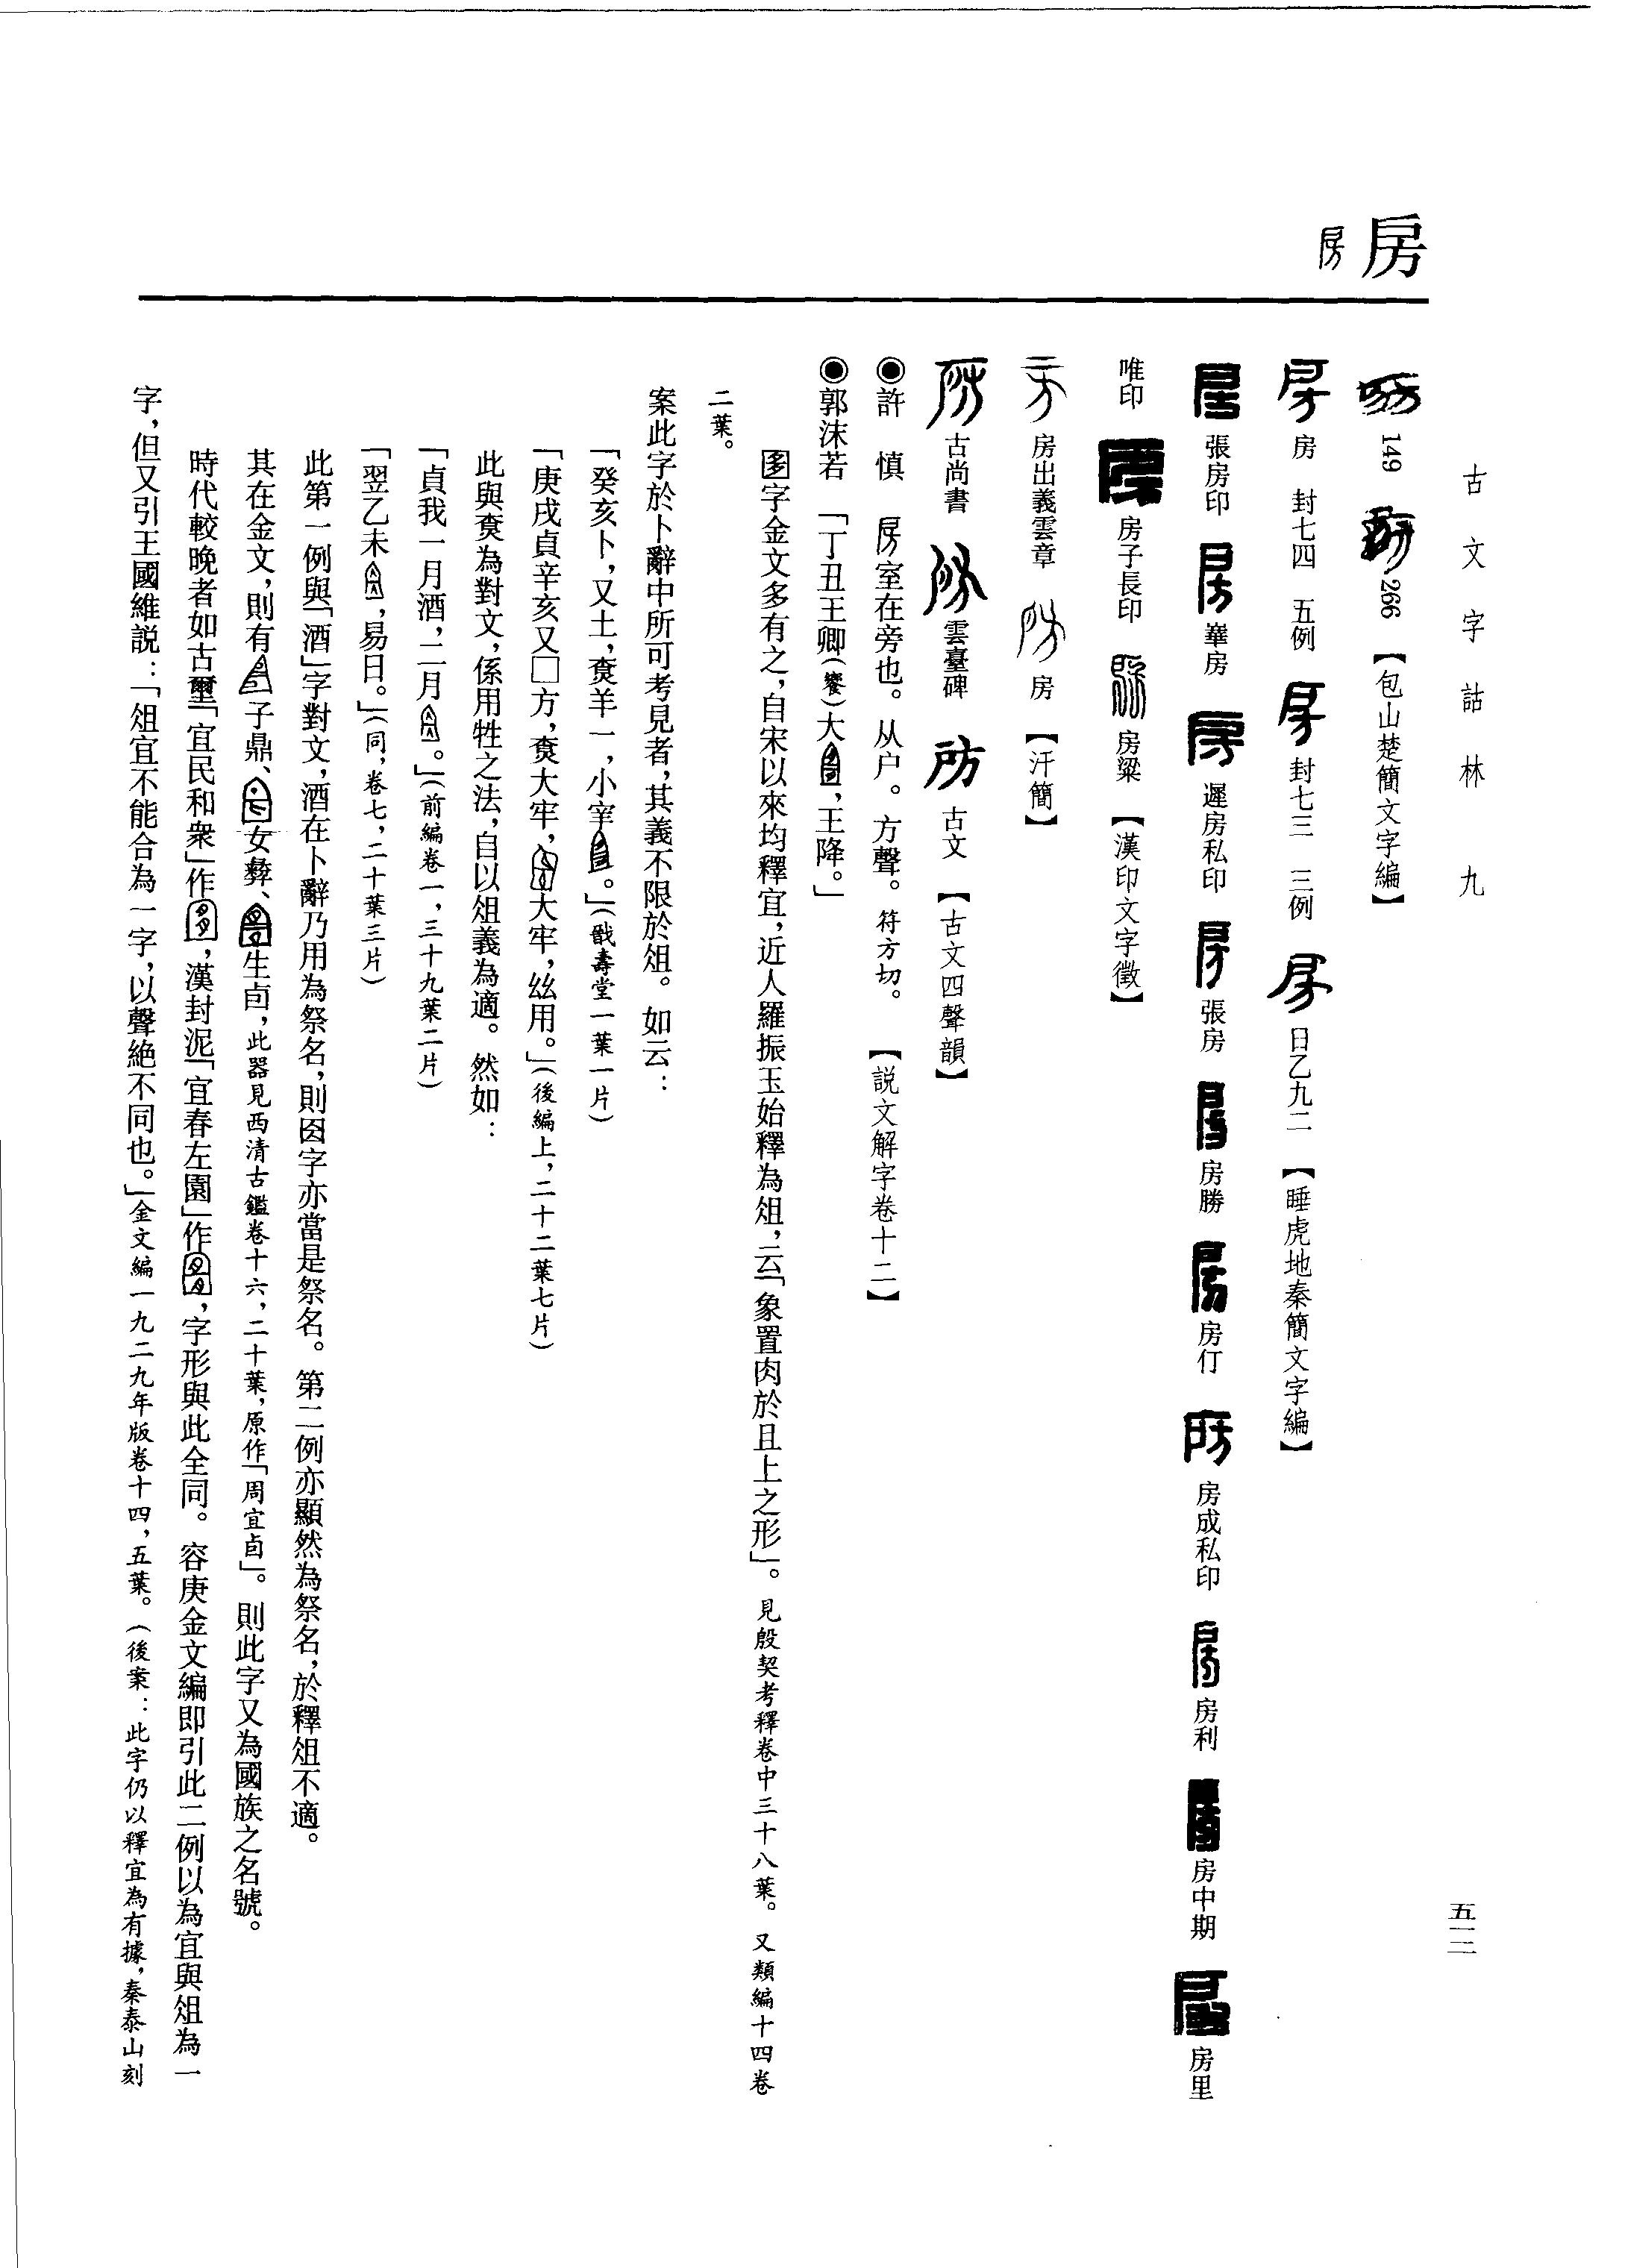 古文字詁林 九
五一二
房
149 266 【包山楚簡文字編】
房 封七四 五例 封七三 三例 日乙九二 【睡虎地秦簡文字編】
張房印 房 遲房私印 張房 房勝 房仃 房成私印 房利 房中期 房里
唯印 房子長印 房梁 【漢印文字徵】
房出義雲章 房 【汗簡】
古尚書 雲臺碑 古文 【古文四聲韻】
◉許 慎 室在旁也。从户。方聲。符方切。 【説文解字卷十二】
◉郭沫若 「丁丑王卿(饗)大,王降。」
字金文多有之,自宋以來均釋宜,近人羅振玉始釋為俎,云「象置肉於且上之形」。見殷契考釋卷中三十八葉。又類編十四卷
二葉。
案此字於卜辭中所可考見者,其義不限於俎。如云:
「癸亥卜,又土,羊一,小㝉。」(戩壽堂一葉一片)
「庚戌貞辛亥又□方,大牢,大牢,兹用。」(後編上,二十二葉七片)
此與為對文,係用牲之法,自以俎義為適。然如:
「貞我一月酒,二月。」(前編卷一,三十九葉二片)
「翌乙未,易日。」(同,卷七,二十葉三片)
此第一例與「酒」字對文,酒在卜辭乃用為祭名,則字亦當是祭名。第二例亦顯然為祭名,於釋俎不適。
其在金文,則有子鼎、女彝、生卣,此器見西清古鑑卷十六,二十葉,原作「周宜卣」。則此字又為國族之名號。
時代較晚者如古璽「宜民和衆」作,漢封泥「宜春左園」作,字形與此全同。容庚金文編即引此二例以為宜與俎為一
字,但又引王國維説:「俎宜不能合為一字,以聲絕不同也。」金文編一九二九年版卷十四,五葉。(後案:此字仍以釋宜為有據,秦泰山刻